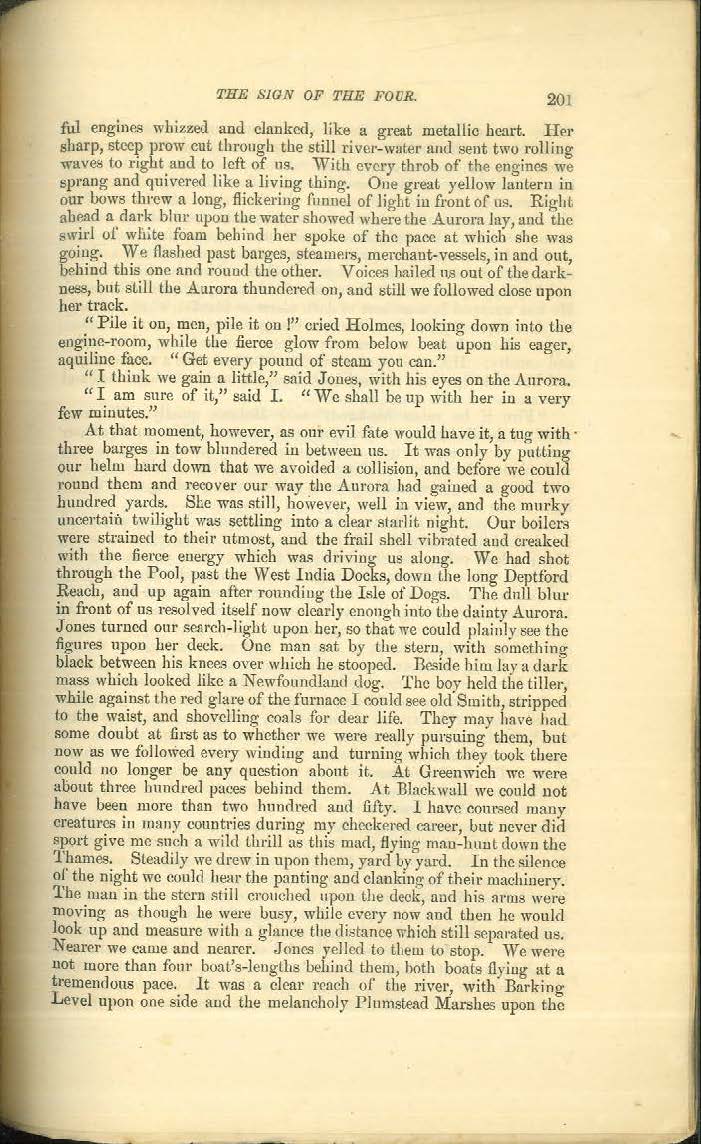 THE SIGN OF THE FOUR. 201
ful engines whizzed and clanked, like a great metallic heart. Her
sharp, steep prow cut through the still river-water and sent two rolling
waves to right and to left of us. With every throb of the engines we
sprang and quivered like a living thing. One great yellow lantern in
our bows threw a long, flickering funnel of light in front of us. Right
ahead a dark blur upon the water showed where the Aurora lay, and the
swirl of white foam behind her spoke of the pace at which she was
going. We flashed past barges, steamers, merchant-vessels, in and out,
behind this one and round the other. Voices hailed us out of the dark-
ness, but still the Aurora thundered on, and still we followed close upon
her track.
“Pile it on, men, pile it on!” cried Holmes, looking down into the
engine-room, while the fierce glow from below beat upon his eager,
aquiline face. “Get every pound of steam you can.”
“I think we gain a little,” said Jones, with his eyes on the Aurora.
“I am sure of it,” said I. “We shall be up with her in a very
few minutes.”
At that moment, however, as our evil fate would have it, a tug with
three barges in tow blundered in between us. It was only by putting
our helm hard down that we avoided a collision, and before we could
round them and recover our way the Aurora had gained a good two
hundred yards. She was still, however, well in view, and the murky
uncertain twilight was settling into a clear starlit night. Our boilers
were strained to their utmost, and the frail shell vibrated and creaked
with the fierce energy which was driving us along. We had shot
through the Pool, past the West India Docks, down the long Deptford
Reach, and up again after rounding the Isle of Dogs. The dull blur
in front of us resolved itself now clearly enough into the dainty Aurora.
Jones turned our search-light upon her, so that we could plainly see the
figures upon her deck. One man sat by the stern, with something
black between his knees over which he stooped. Beside him lay a dark
mass which looked like a Newfoundland dog. The boy held the tiller,
while against the red glare of the furnace I could see old Smith, stripped
to the waist, and shovelling coals for dear life. They may have had
some doubt at first as to whether we were really pursuing them, but
now as we followed every winding and turning which they took there
could no longer be any question about it. At Greenwich we were
about three hundred paces behind them. At Blackwall we could not
have been more than two hundred and fifty. I have coursed many
creatures in many countries during my checkered career, but never did
sport give me such a wild thrill as this mad, flying man-hunt down the
Thames. Steadily we drew in upon them, yard by yard. In the silence
of the night we could hear the panting and clanking of their machinery.
The man in the stern still crouched upon the deck, and his arms were
moving as though he were busy, while every now and then he would
look up and measure with a glance the distance which still separated us.
Nearer we came and nearer. Jones yelled to them to stop. We were
not more than four boat’s-lengths behind them, both boats flying at a
tremendous pace. It was a clear reach of the river, with Barking
Level upon one side and the melancholy Plumstead Marshes upon the